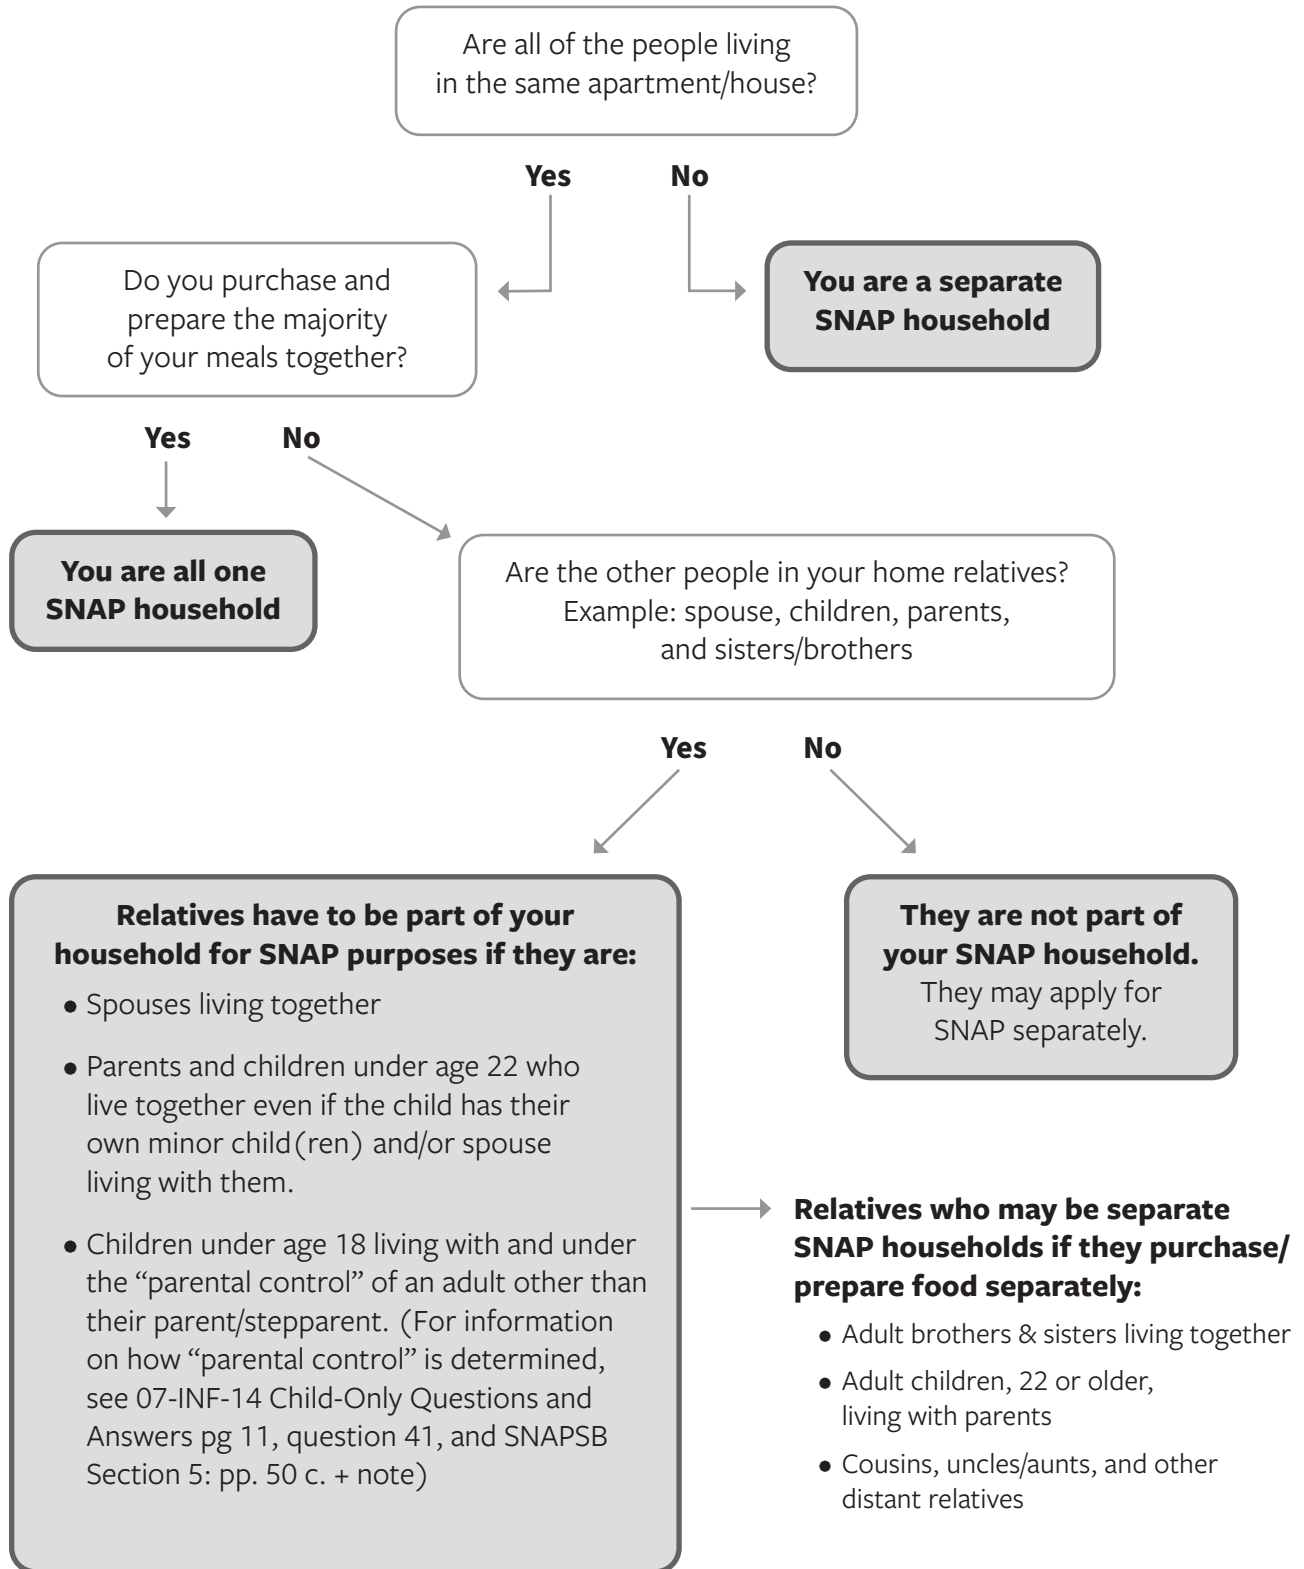 Are all of the people living
in the same apartment/house?
Yes
No
Do you purchase and
prepare the majority
of your meals together?
You are a separate
SNAP household
Yes
No
You are all one
SNAP household
Are the other people in your home relatives?
Example: spouse, children, parents,
and sisters/brothers
Yes
No
Relatives have to be part of your
household for SNAP purposes if they are:
• Spouses living together
• Parents and children under age 22 who
live together even if the child has their
own minor child(ren) and/or spouse
living with them.
• Children under age 18 living with and under
the “parental control” of an adult other than
their parent/stepparent. (For information
on how “parental control” is determined,
see 07-INF-14 Child-Only Questions and
Answers pg 11, question 41, and SNAPSB
Section 5: pp. 50 c. + note)
They are not part of
your SNAP household.
They may apply for
SNAP separately.
Relatives who may be separate
SNAP households if they purchase/
prepare food separately:
• Adult brothers & sisters living together
• Adult children, 22 or older,
living with parents
• Cousins, uncles/aunts, and other
distant relatives